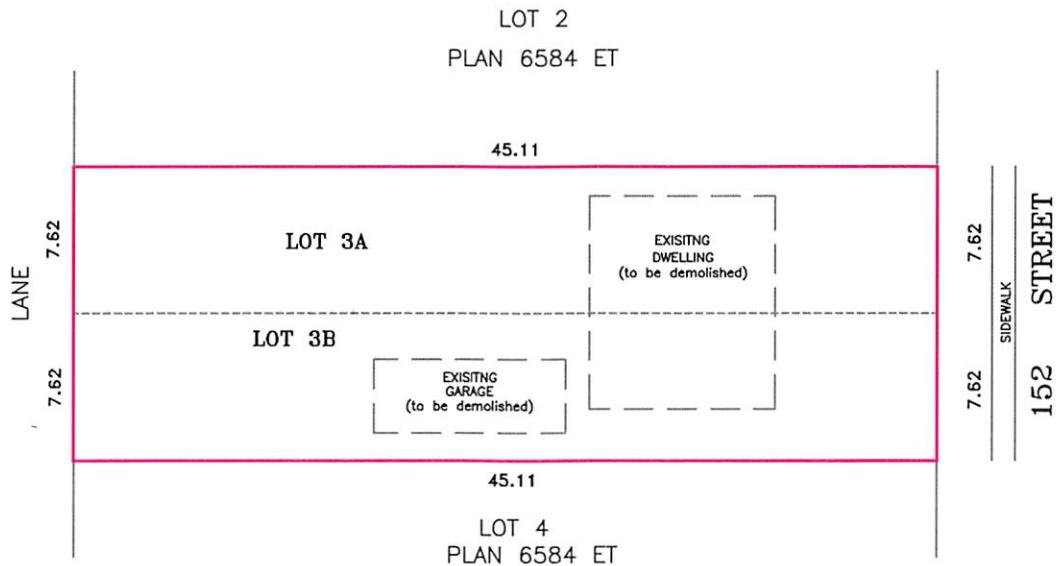 LOT 2
PLAN 6584 ET
45.11
LANE
7.62
LOT 3A
EXISITNG
DWELLING
(to be demolished)
7.62
SIDEWALK
152 STREET
LOT 3B
7.62
EXISITNG
GARAGE
(to be demolished)
7.62
45.11
LOT 4
PLAN 6584 ET